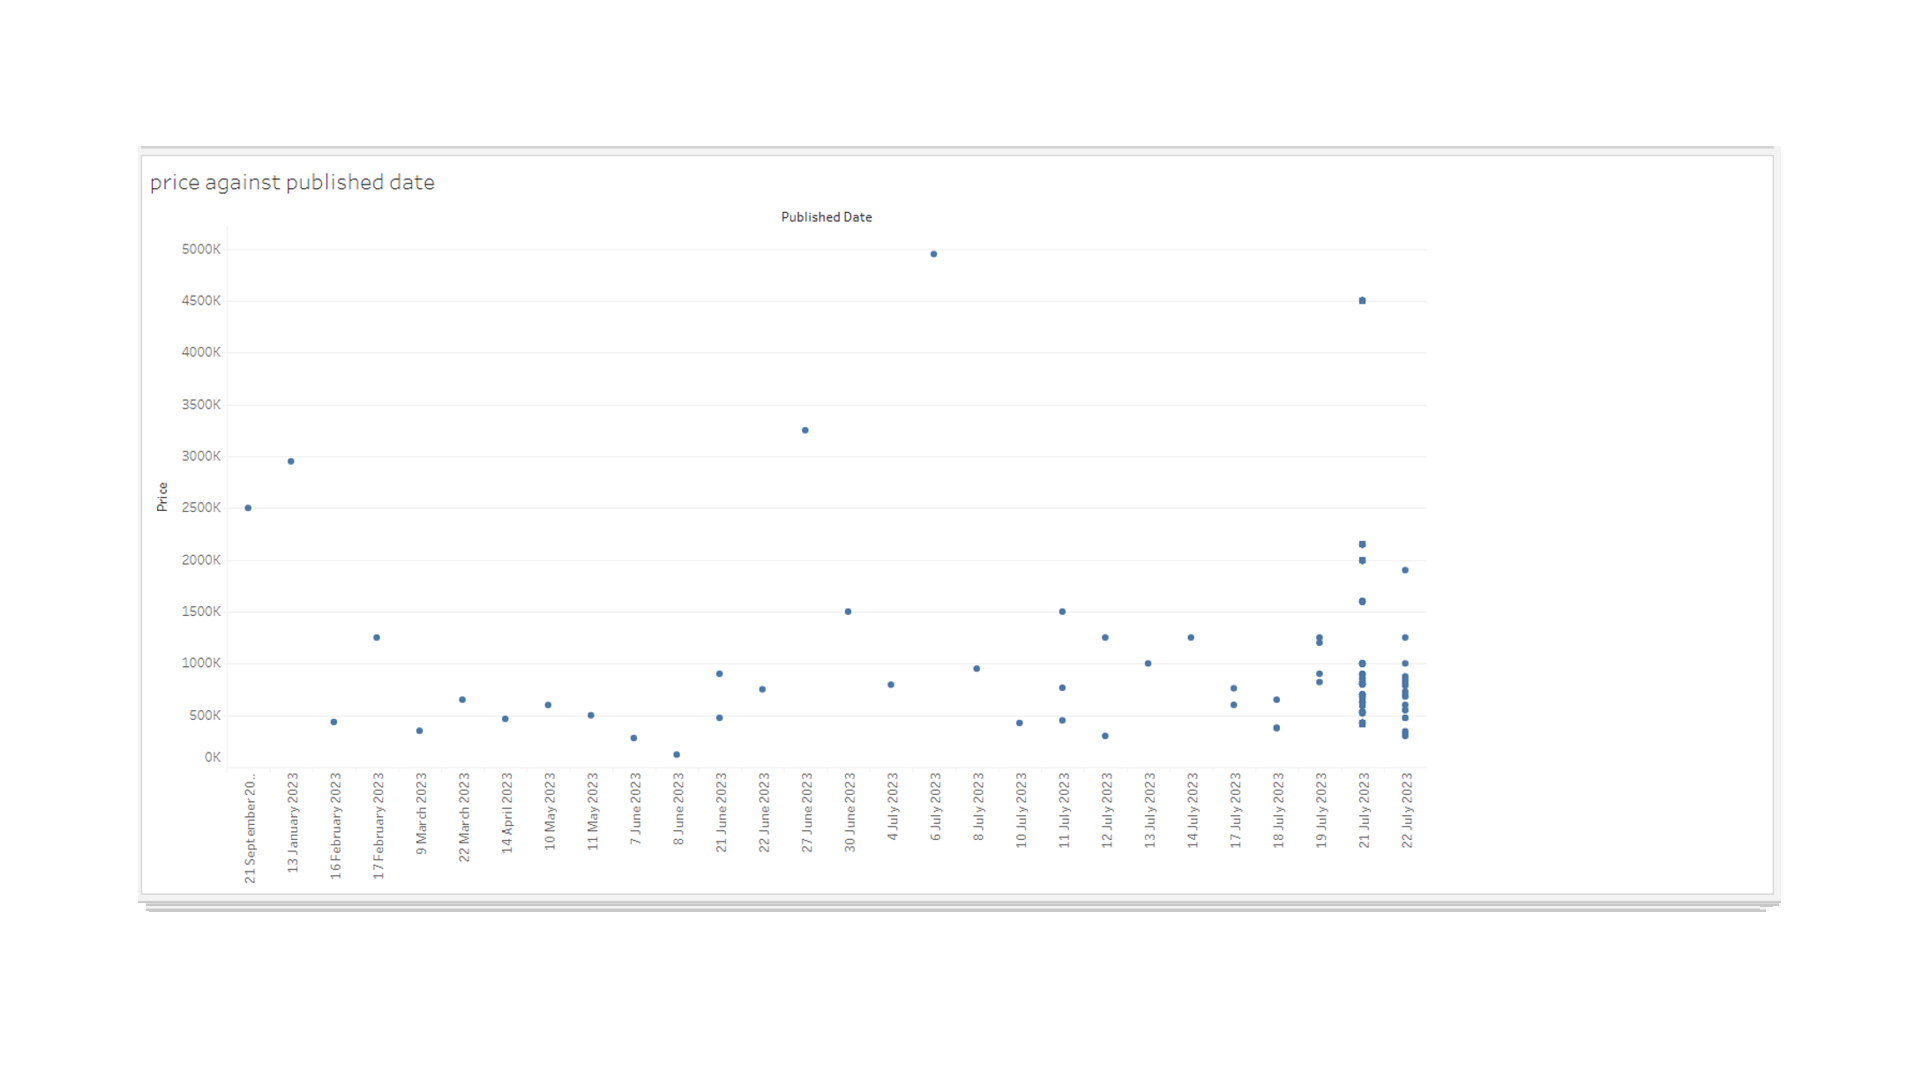 price against published date
Published Date
5000K
4500K
4000K
3500K
3000K
2500K
2000K
1500K
1000K
500K
0K
Price
21 September 20..
13 January 2023
16 February 2023
17 February 2023
9 March 2023
22 March 2023
14 April 2023
10 May 2023
11 May 2023
7 June 2023
8 June 2023
21 June 2023
22 June 2023
27 June 2023
30 June 2023
4 July 2023
6 July 2023
8 July 2023
10 July 2023
11 July 2023
12 July 2023
13 July 2023
14 July 2023
17 July 2023
18 July 2023
19 July 2023
21 July 2023
22 July 2023